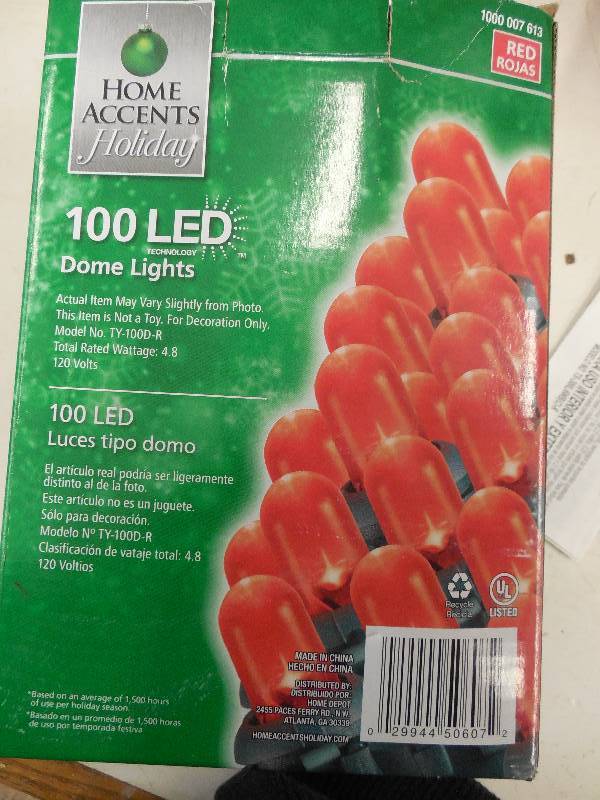 1000 007 613
RED
ROJAS
HOME
ACCENTS
Holiday
100 LED
TECHNOLOGY TM
Dome Lights
Actual Item May Vary Slightly from Photo.
This Item is Not a Toy. For Decoration Only.
Model No. TY-100D-R
Total Rated Wattage: 4.8
120 Volts
100 LED
Luces tipo domo
El artículo real podría ser ligeramente
distinto al de la foto.
Este artículo no es un juguete.
Sólo para decoración.
Modelo Nº TY-100D-R
Clasificación de vataje total: 4.8
120 Voltios
*Based on an average of 1,500 hours
of use per holiday season.
*Basado en un promedio de 1,500 horas
de uso por temporada festiva
Recycle
Recicla
UL
LISTED
MADE IN CHINA
HECHO EN CHINA
DISTRIBUTED BY:
DISTRIBUIDO POR:
HOME DEPOT
2455 PACES FERRY RD., N.W.
ATLANTA, GA 30339
HOMEACCENTSHOLIDAY.COM
0 29944 50607 2
USO INTERIOR Y